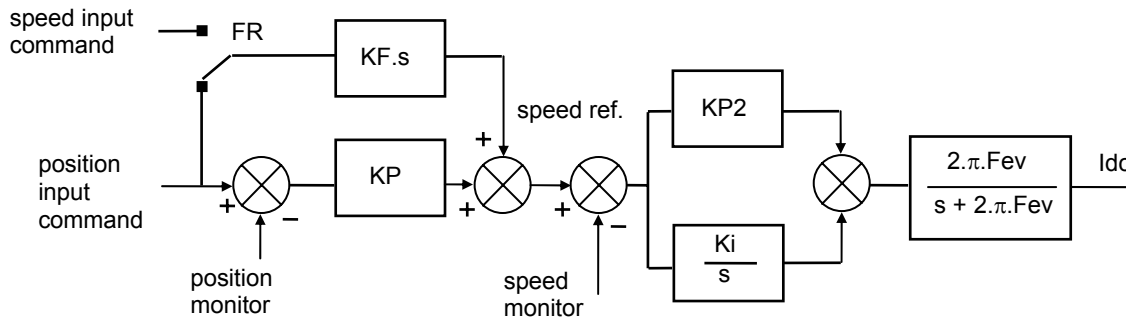 speed input
command
FR
KF.s
speed ref.
+
KP2
position
input
command
+
−
KP
+
+
−
2.π.Fev
s + 2.π.Fev
Idc
position
monitor
speed
monitor
Ki
s